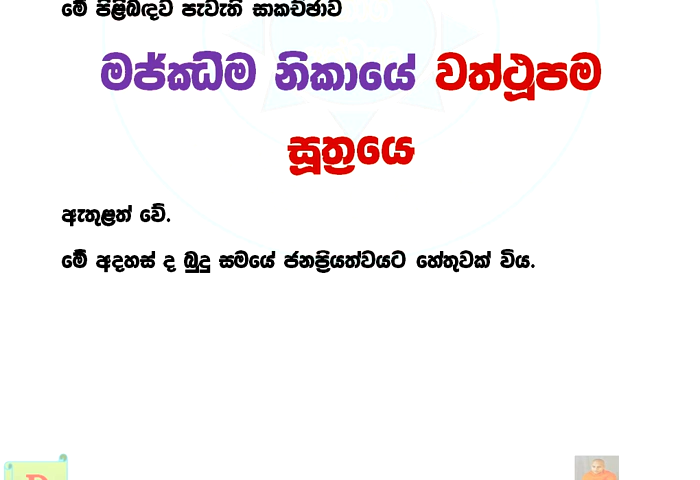 මේ පිළිබඳව පැවැති සාකච්ඡාව
මජ්ඣිම නිකායේ වත්ථූපම
සූත්‍රයෙ
ඇතුළත් වේ.
මේ අදහස් ද බුදු සමයේ ජනප්‍රියත්වයට හේතුවක් විය.